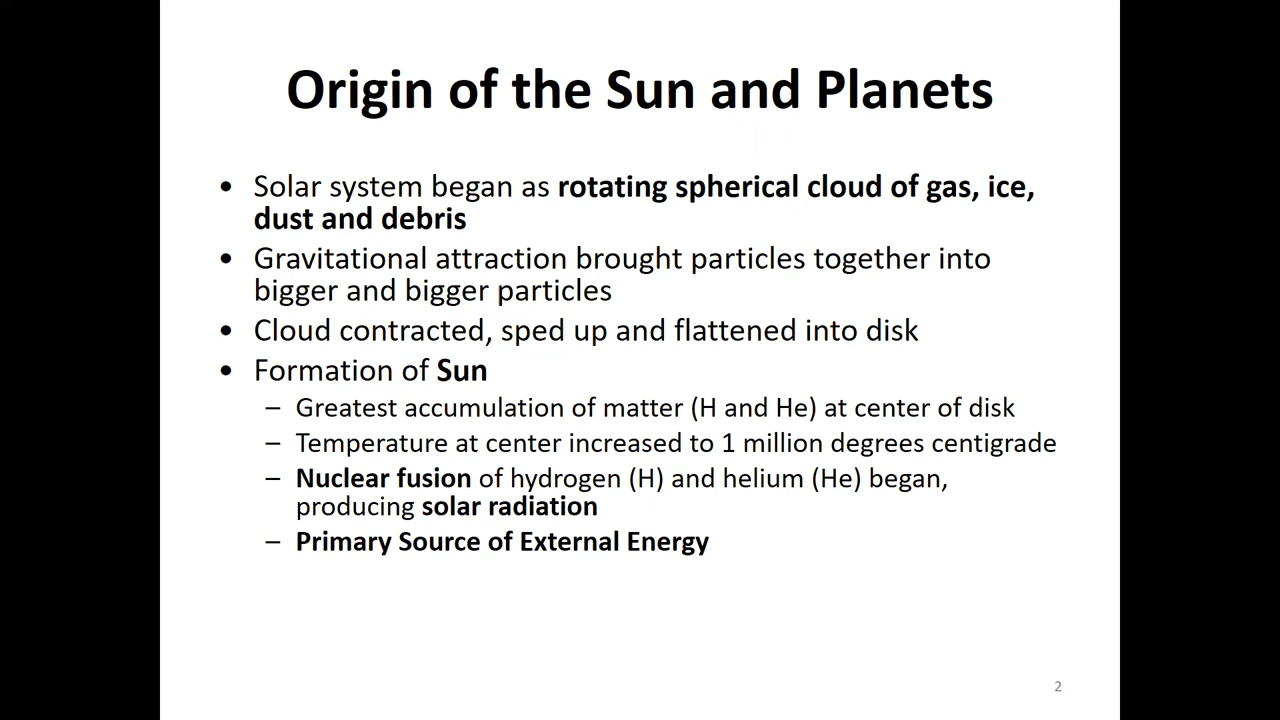 Origin of the Sun and Planets
• Solar system began as rotating spherical cloud of gas, ice,
dust and debris
• Gravitational attraction brought particles together into
bigger and bigger particles
• Cloud contracted, sped up and flattened into disk
• Formation of Sun
– Greatest accumulation of matter (H and He) at center of disk
– Temperature at center increased to 1 million degrees centigrade
– Nuclear fusion of hydrogen (H) and helium (He) began,
producing solar radiation
– Primary Source of External Energy
2